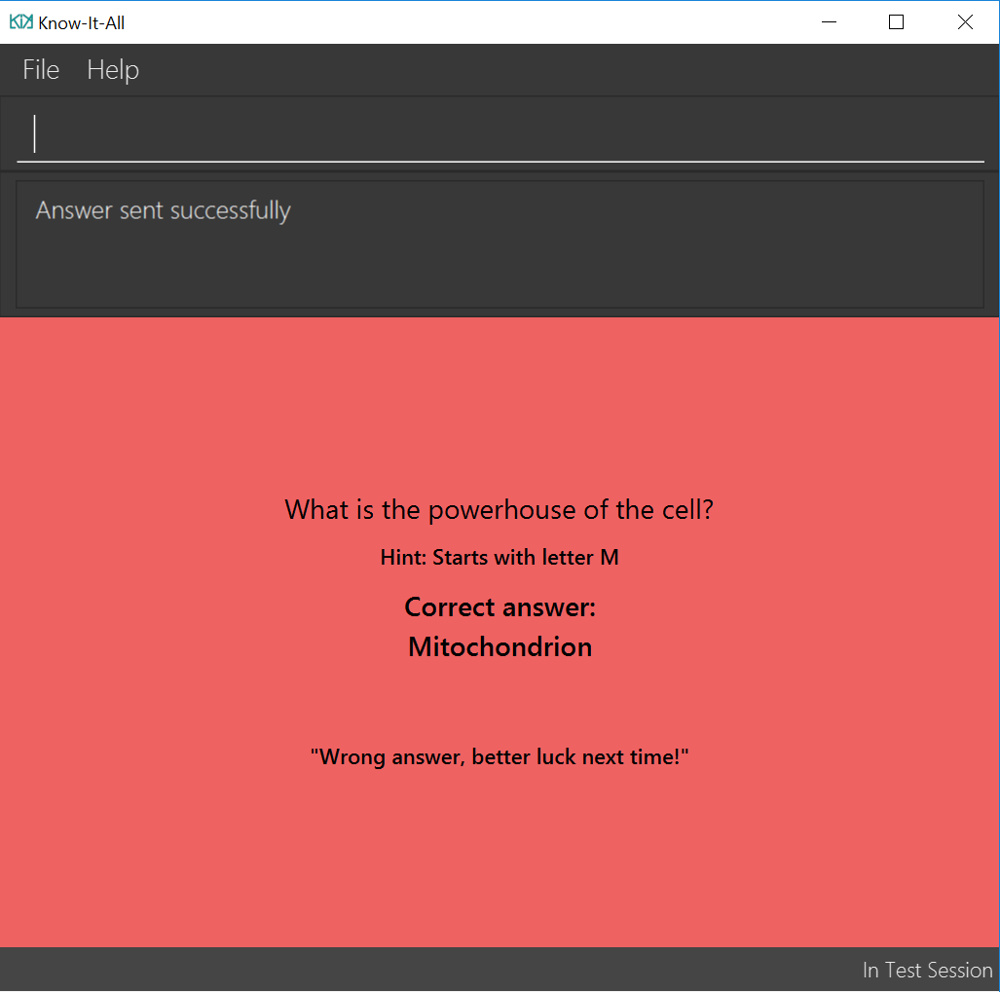 Know-It-All
File Help
Answer sent successfully
What is the powerhouse of the cell?
Hint: Starts with letter M
Correct answer:
Mitochondrion
"Wrong answer, better luck next time!"
In Test Session